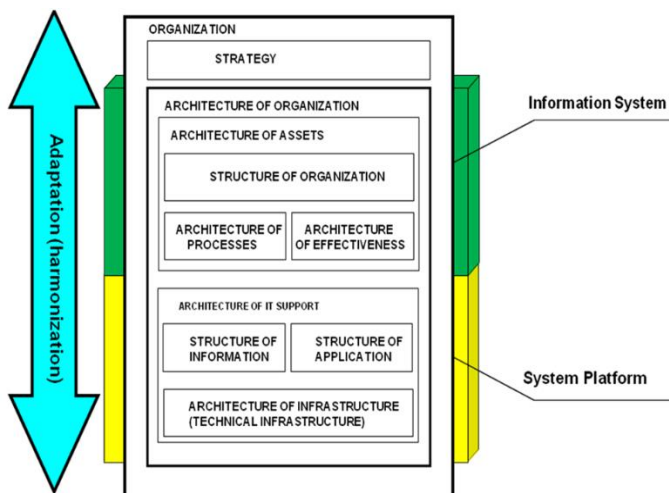 ORGANIZATION
STRATEGY
ARCHITECTURE OF ORGANIZATION
ARCHITECTURE OF ASSETS
STRUCTURE OF ORGANIZATION
ARCHITECTURE OF
PROCESSES
ARCHITECTURE
OF EFFECTIVENESS
ARCHITECTURE OF IT SUPPORT
STRUCTURE OF
INFORMATION
STRUCTURE OF
APPLICATION
ARCHITECTURE OF INFRASTRUCTURE
(TECHNICAL INFRASTRUCTURE)
Adaptation (harmonization)
Information System
System Platform